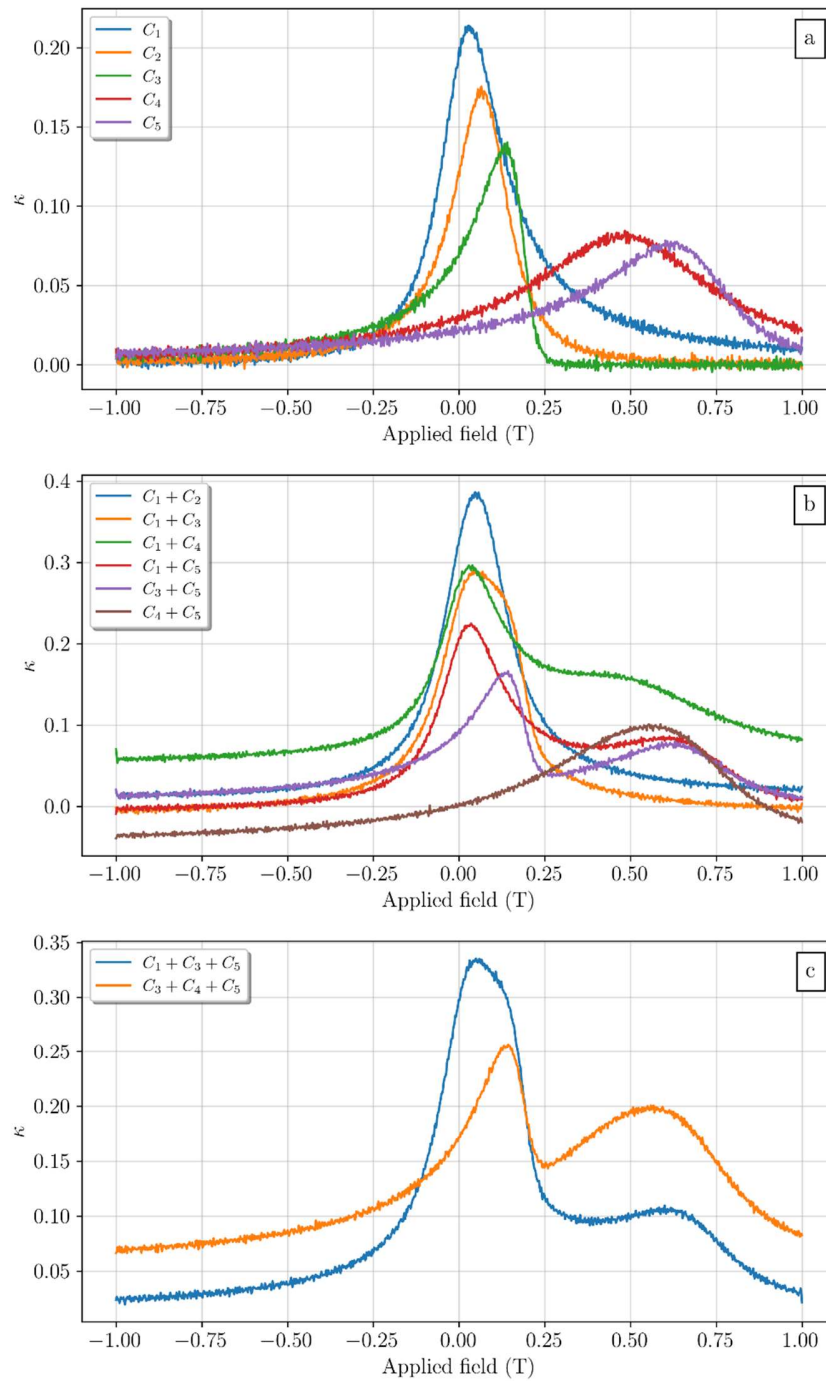 a
C₁
C₂
C₃
C₄
C₅
0.20
0.15
0.10
0.05
0.00
κ
−1.00 −0.75 −0.50 −0.25 0.00 0.25 0.50 0.75 1.00
Applied field (T)
b
C₁ + C₂
C₁ + C₃
C₁ + C₄
C₁ + C₅
C₃ + C₅
C₄ + C₅
0.4
0.3
0.2
0.1
0.0
κ
−1.00 −0.75 −0.50 −0.25 0.00 0.25 0.50 0.75 1.00
Applied field (T)
c
C₁ + C₃ + C₅
C₃ + C₄ + C₅
0.35
0.30
0.25
0.20
0.15
0.10
0.05
κ
−1.00 −0.75 −0.50 −0.25 0.00 0.25 0.50 0.75 1.00
Applied field (T)